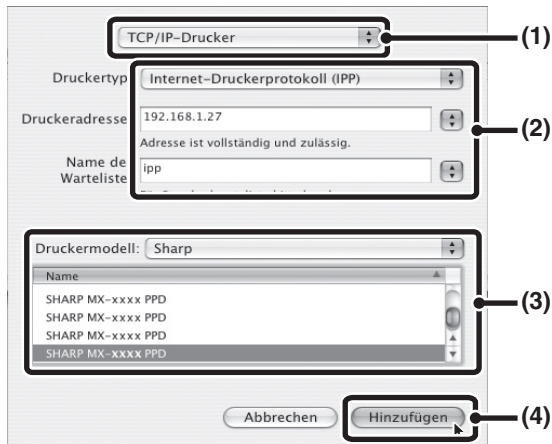 TCP/IP-Drucker (1)
Druckertyp Internet-Druckerprotokoll (IPP)
Druckeradresse 192.168.1.27 (2)
Adresse ist vollständig und zulässig.
Name de Warteliste ipp
Druckermodell: Sharp
Name
SHARP MX-xxxx PPD (3)
SHARP MX-xxxx PPD
SHARP MX-xxxx PPD
SHARP MX-xxxx PPD
Abbrechen Hinzufügen (4)